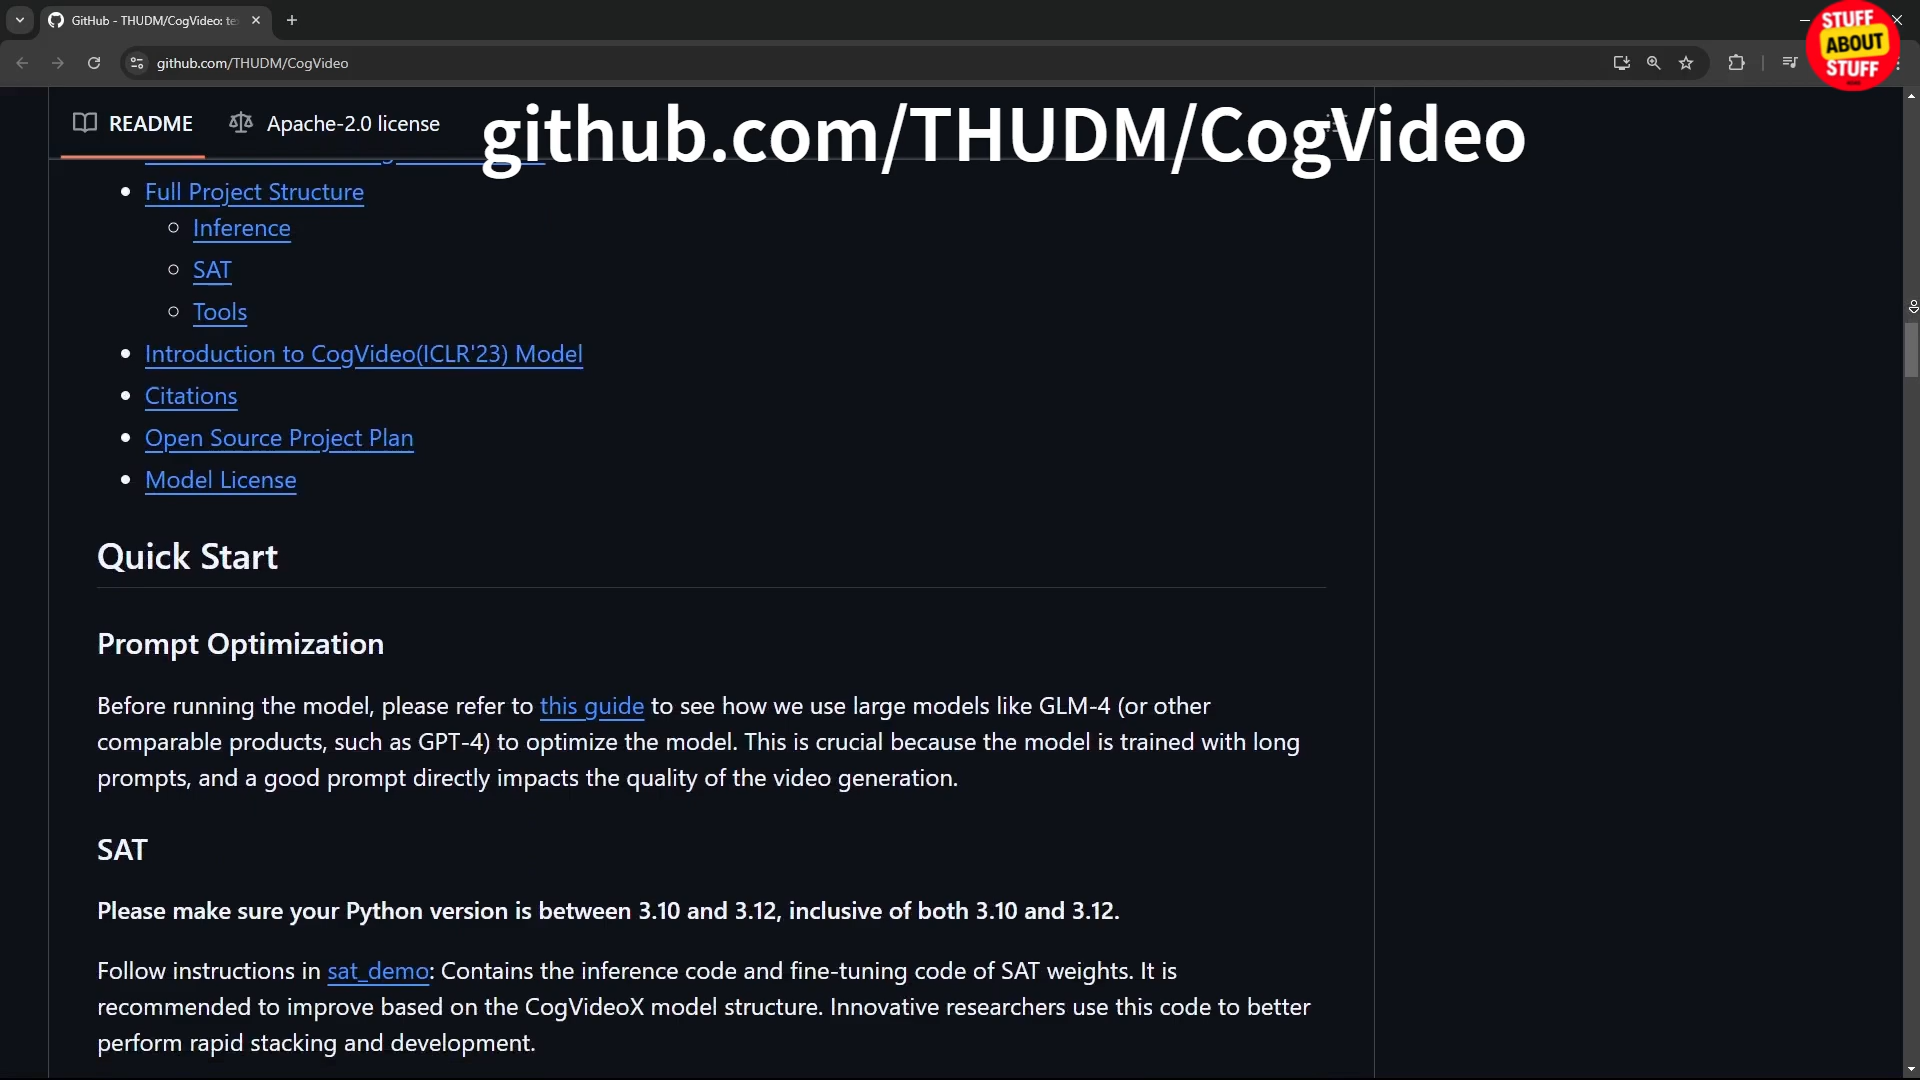 GitHub - THUDM/CogVideo: te
github.com/THUDM/CogVideo
STUFF
ABOUT
STUFF
README
Apache-2.0 license
github.com/THUDM/CogVideo
Full Project Structure
Inference
SAT
Tools
Introduction to CogVideo(ICLR'23) Model
Citations
Open Source Project Plan
Model License
Quick Start
Prompt Optimization
Before running the model, please refer to this guide to see how we use large models like GLM-4 (or other
comparable products, such as GPT-4) to optimize the model. This is crucial because the model is trained with long
prompts, and a good prompt directly impacts the quality of the video generation.
SAT
Please make sure your Python version is between 3.10 and 3.12, inclusive of both 3.10 and 3.12.
Follow instructions in sat_demo: Contains the inference code and fine-tuning code of SAT weights. It is
recommended to improve based on the CogVideoX model structure. Innovative researchers use this code to better
perform rapid stacking and development.